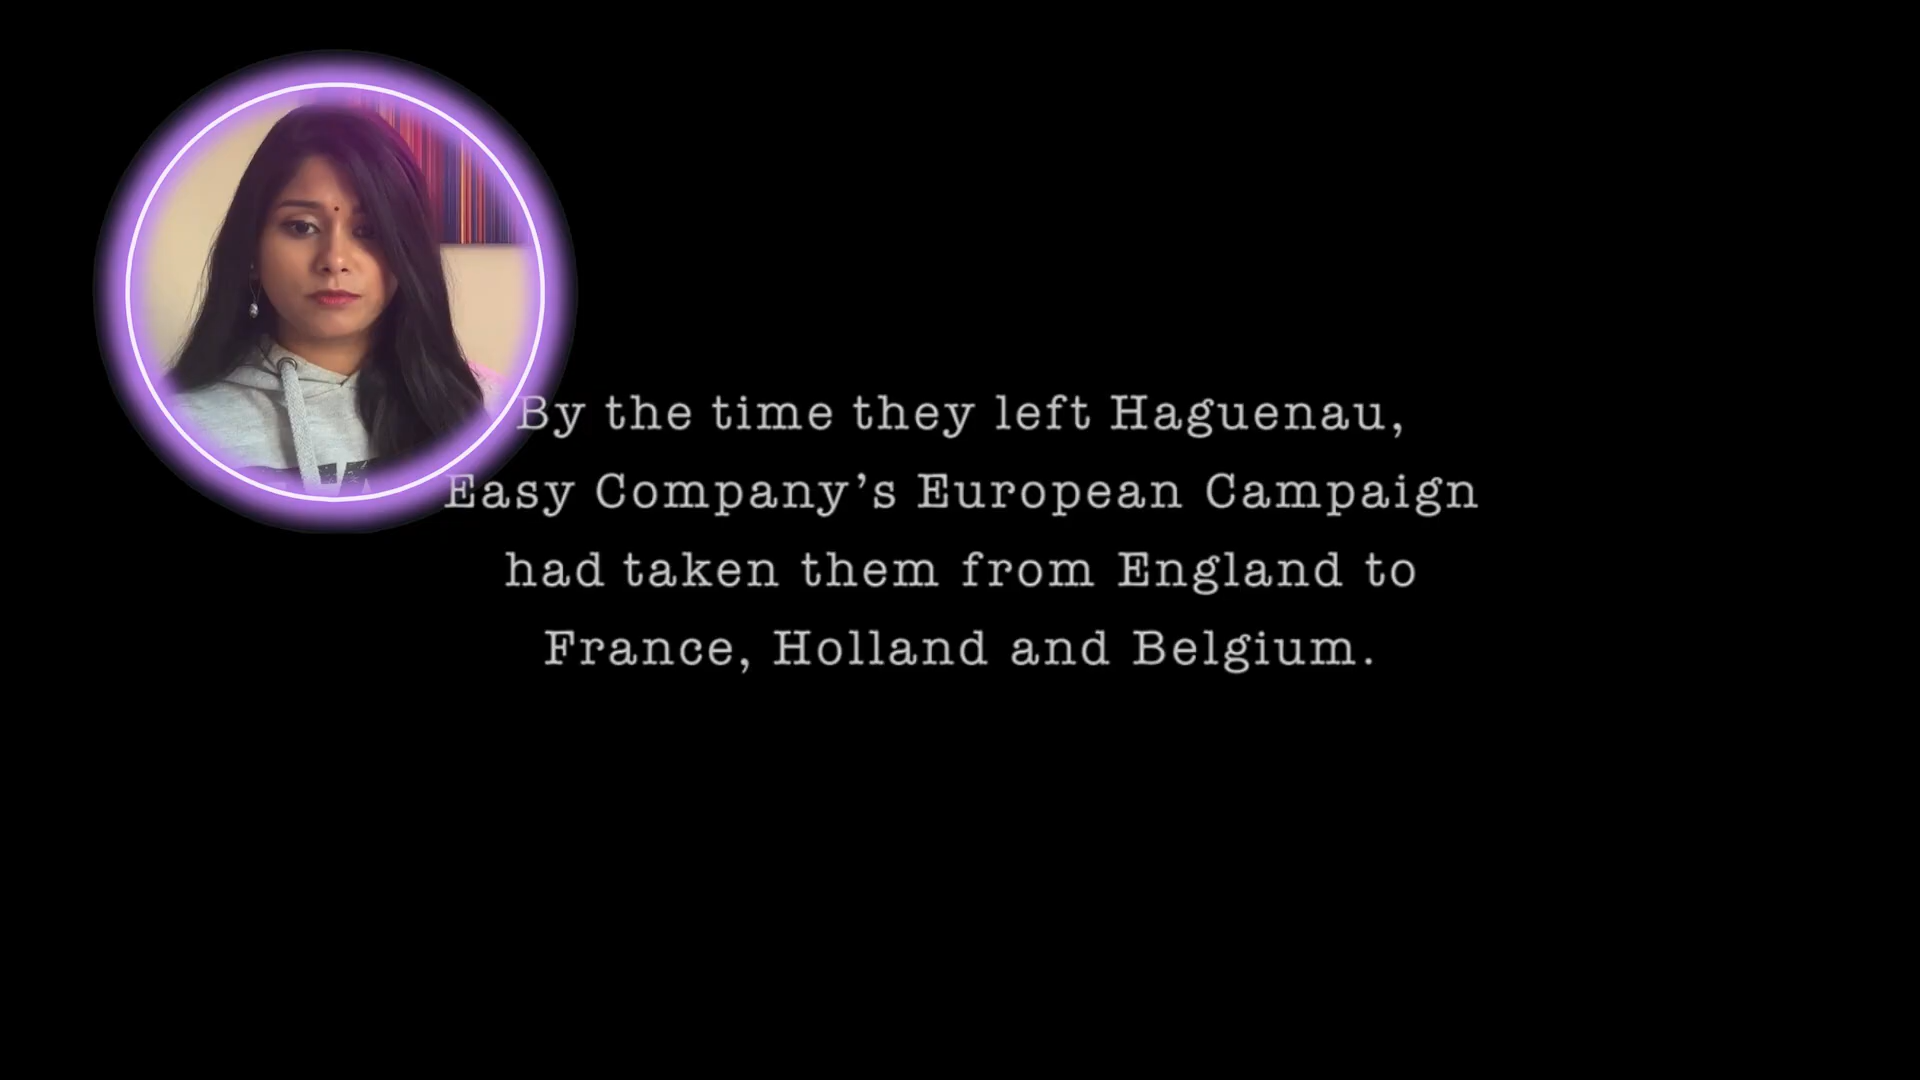 By the time they left Haguenau,
Easy Company’s European Campaign
had taken them from England to
France, Holland and Belgium.